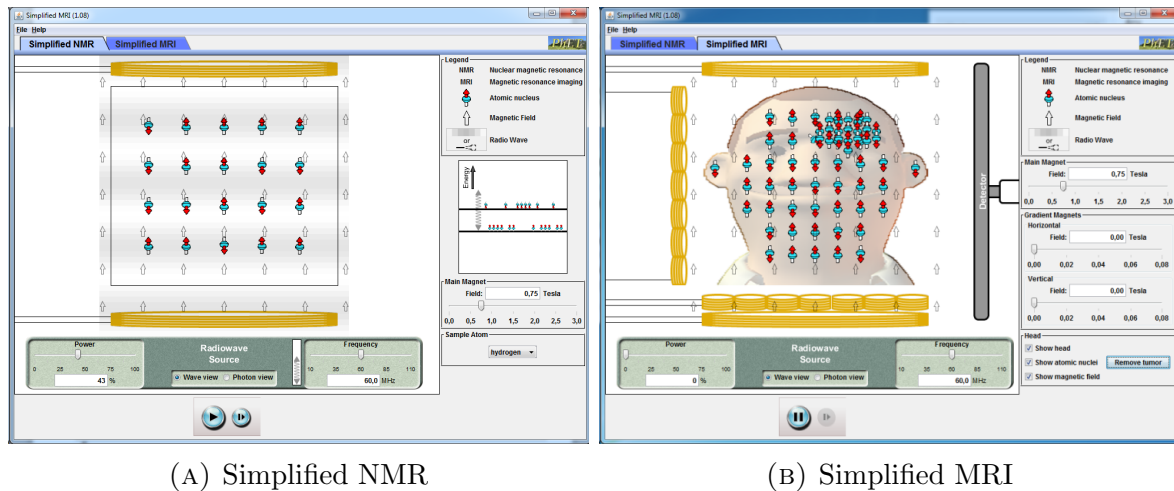 Simplified MRI (1.08)
File Help
Simplified NMR Simplified MRI
PhET
Legend
NMR Nuclear magnetic resonance
MRI Magnetic resonance imaging
Atomic nucleus
Magnetic Field
or Radio Wave
Energy
Main Magnet
Field: 0,75 Tesla
0,0 0,5 1,0 1,5 2,0 2,5 3,0
Sample Atom
hydrogen
Power
0 25 50 75 100
43 %
Radiowave
Source
Wave view Photon view
Frequency
10 35 60 85 110
60,0 MHz
(A) Simplified NMR
Simplified MRI (1.08)
File Help
Simplified NMR Simplified MRI
PhET
Detector
Legend
NMR Nuclear magnetic resonance
MRI Magnetic resonance imaging
Atomic nucleus
Magnetic Field
or Radio Wave
Main Magnet
Field: 0,75 Tesla
0,0 0,5 1,0 1,5 2,0 2,5 3,0
Gradient Magnets
Horizontal
Field: 0,00 Tesla
0,00 0,02 0,04 0,06 0,08
Vertical
Field: 0,00 Tesla
0,00 0,02 0,04 0,06 0,08
Head
Show head
Show atomic nuclei Remove tumor
Show magnetic field
Power
0 25 50 75 100
0 %
Radiowave
Source
Wave view Photon view
Frequency
10 35 60 85 110
60,0 MHz
(B) Simplified MRI